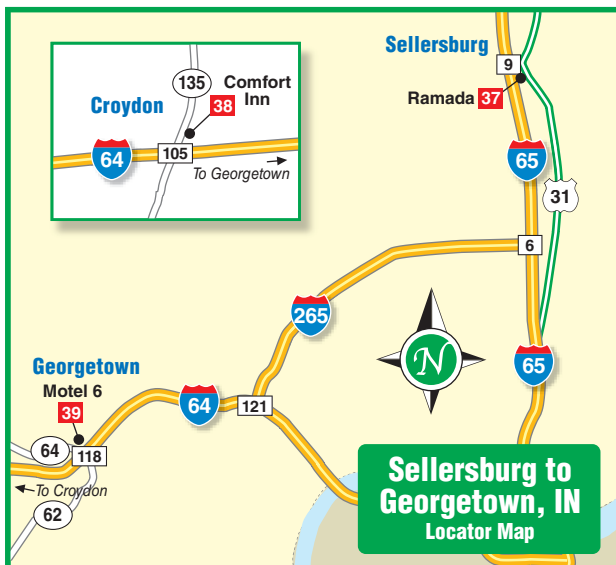 Sellersburg
9
Ramada 37
135
Comfort
Inn
38
Croydon
64
105
To Georgetown
65
31
6
265
N
65
Georgetown
Motel 6
39
64
121
64
118
To Croydon
62
Sellersburg to
Georgetown, IN
Locator Map